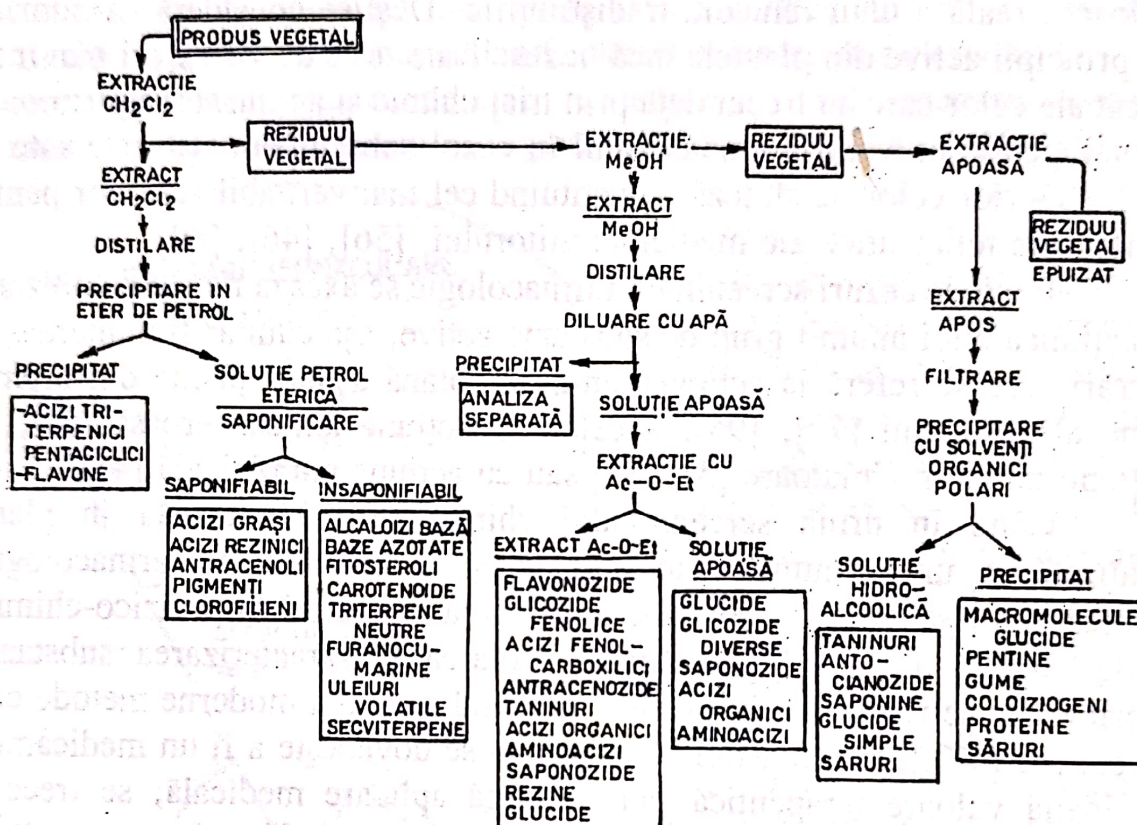 PRODUS VEGETAL
EXTRACȚIE
CH₂Cl₂
REZIDUU
VEGETAL
EXTRACT
CH₂Cl₂
DISTILARE
PRECIPITARE IN
ETER DE PETROL
PRECIPITAT
-ACIZI TRI-
TERPENICI
PENTACICLICI
-FLAVONE
SOLUȚIE PETROL
ETERICĂ
SAPONIFICARE
SAPONIFIABIL
ACIZI GRAȘI
ACIZI REZINICI
ANTRACENOLI
PIGMENȚI
CLOROFILIENI
INSAPONIFIABIL
ALCALOIZI BAZĂ
BAZE AZOTATE
FITOSTEROLI
CAROTENOIDE
TRITERPENE
NEUTRE
FURANOCU-
MARINE
ULEIURI
VOLATILE
SECVITERPENE
EXTRACȚIE
MeOH
REZIDUU
VEGETAL
EXTRACT
MeOH
DISTILARE
DILUARE CU APĂ
PRECIPITAT
ANALIZA
SEPARATĂ
SOLUȚIE APOASĂ
EXTRACTIE CU
Ac-O-Et
EXTRACT Ac-O-Et
FLAVONOZIDE
GLICOZIDE
FENOLICE
ACIZI FENOL-
CARBOXILICI
ANTRACENOZIDE
TANINURI
ACIZI ORGANICI
AMINOACIZI
SAPONOZIDE
REZINE
GLUCIDE
SOLUȚIE
APOASĂ
GLUCIDE
GLICOZIDE
DIVERSE
SAPONOZIDE
ACIZI
ORGANICI
AMINOACIZI
EXTRACȚIE
APOASĂ
REZIDUU
VEGETAL
EPUIZAT
EXTRACT
APOS
FILTRARE
PRECIPITARE
CU SOLVENȚI
ORGANICI
POLARI
SOLUȚIE
HIDRO-
ALCOOLICĂ
TANINURI
ANTO-
CIANOZIDE
SAPONINE
GLUCIDE
SIMPLE
SĂRURI
PRECIPITAT
MACROMOLECULE
GLUCIDE
PENTINE
GUME
COLOIZIOGENI
PROTEINE
SĂRURI